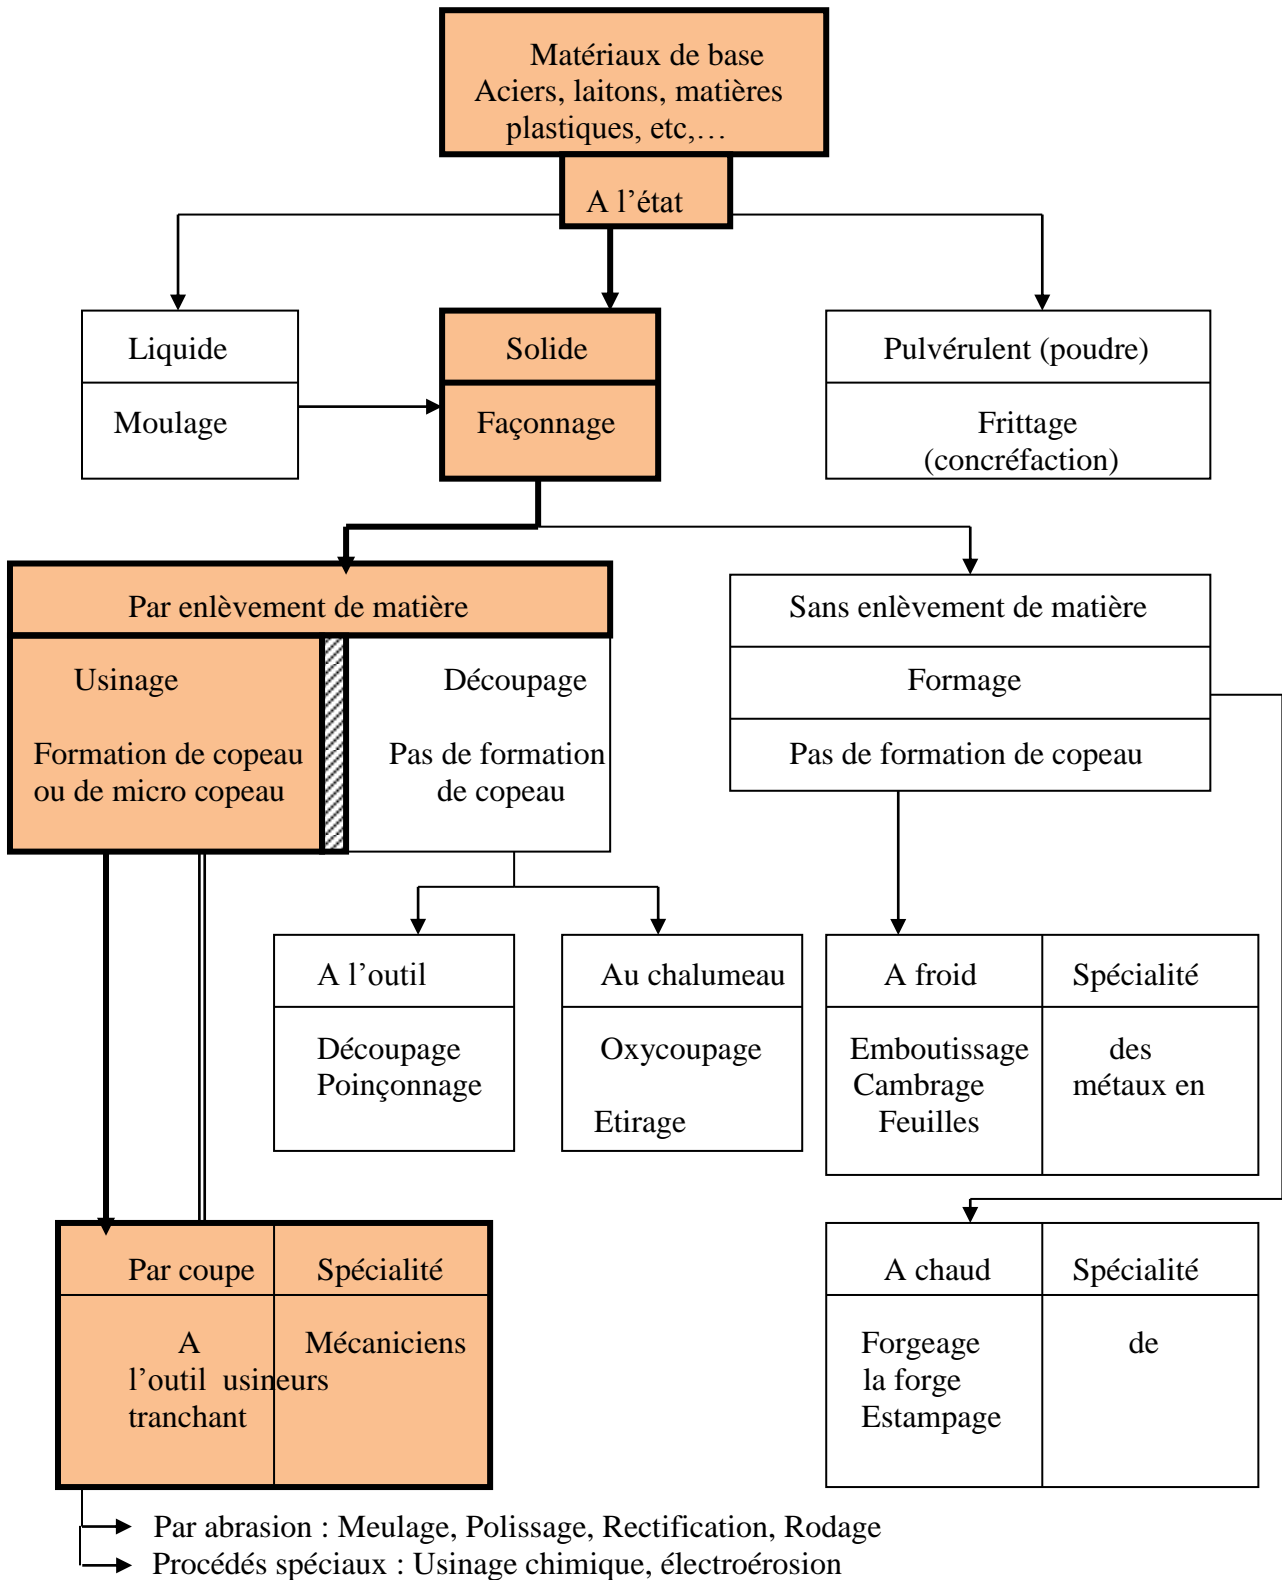 Matériaux de base
Aciers, laitons, matières
plastiques, etc,…
A l’état
Liquide
Moulage
Solide
Façonnage
Pulvérulent (poudre)
Frittage
(concréfaction)
Par enlèvement de matière
Usinage
Formation de copeau
ou de micro copeau
Découpage
Pas de formation
de copeau
Sans enlèvement de matière
Formage
Pas de formation de copeau
A l’outil
Découpage
Poinçonnage
Au chalumeau
Oxycoupage
Etirage
A froid
Spécialité
Emboutissage des
Cambrage métaux en
Feuilles
Par coupe
Spécialité
A Mécaniciens
l’outil usineurs
tranchant
A chaud
Spécialité
Forgeage de
la forge
Estampage
Par abrasion : Meulage, Polissage, Rectification, Rodage
Procédés spéciaux : Usinage chimique, électroérosion